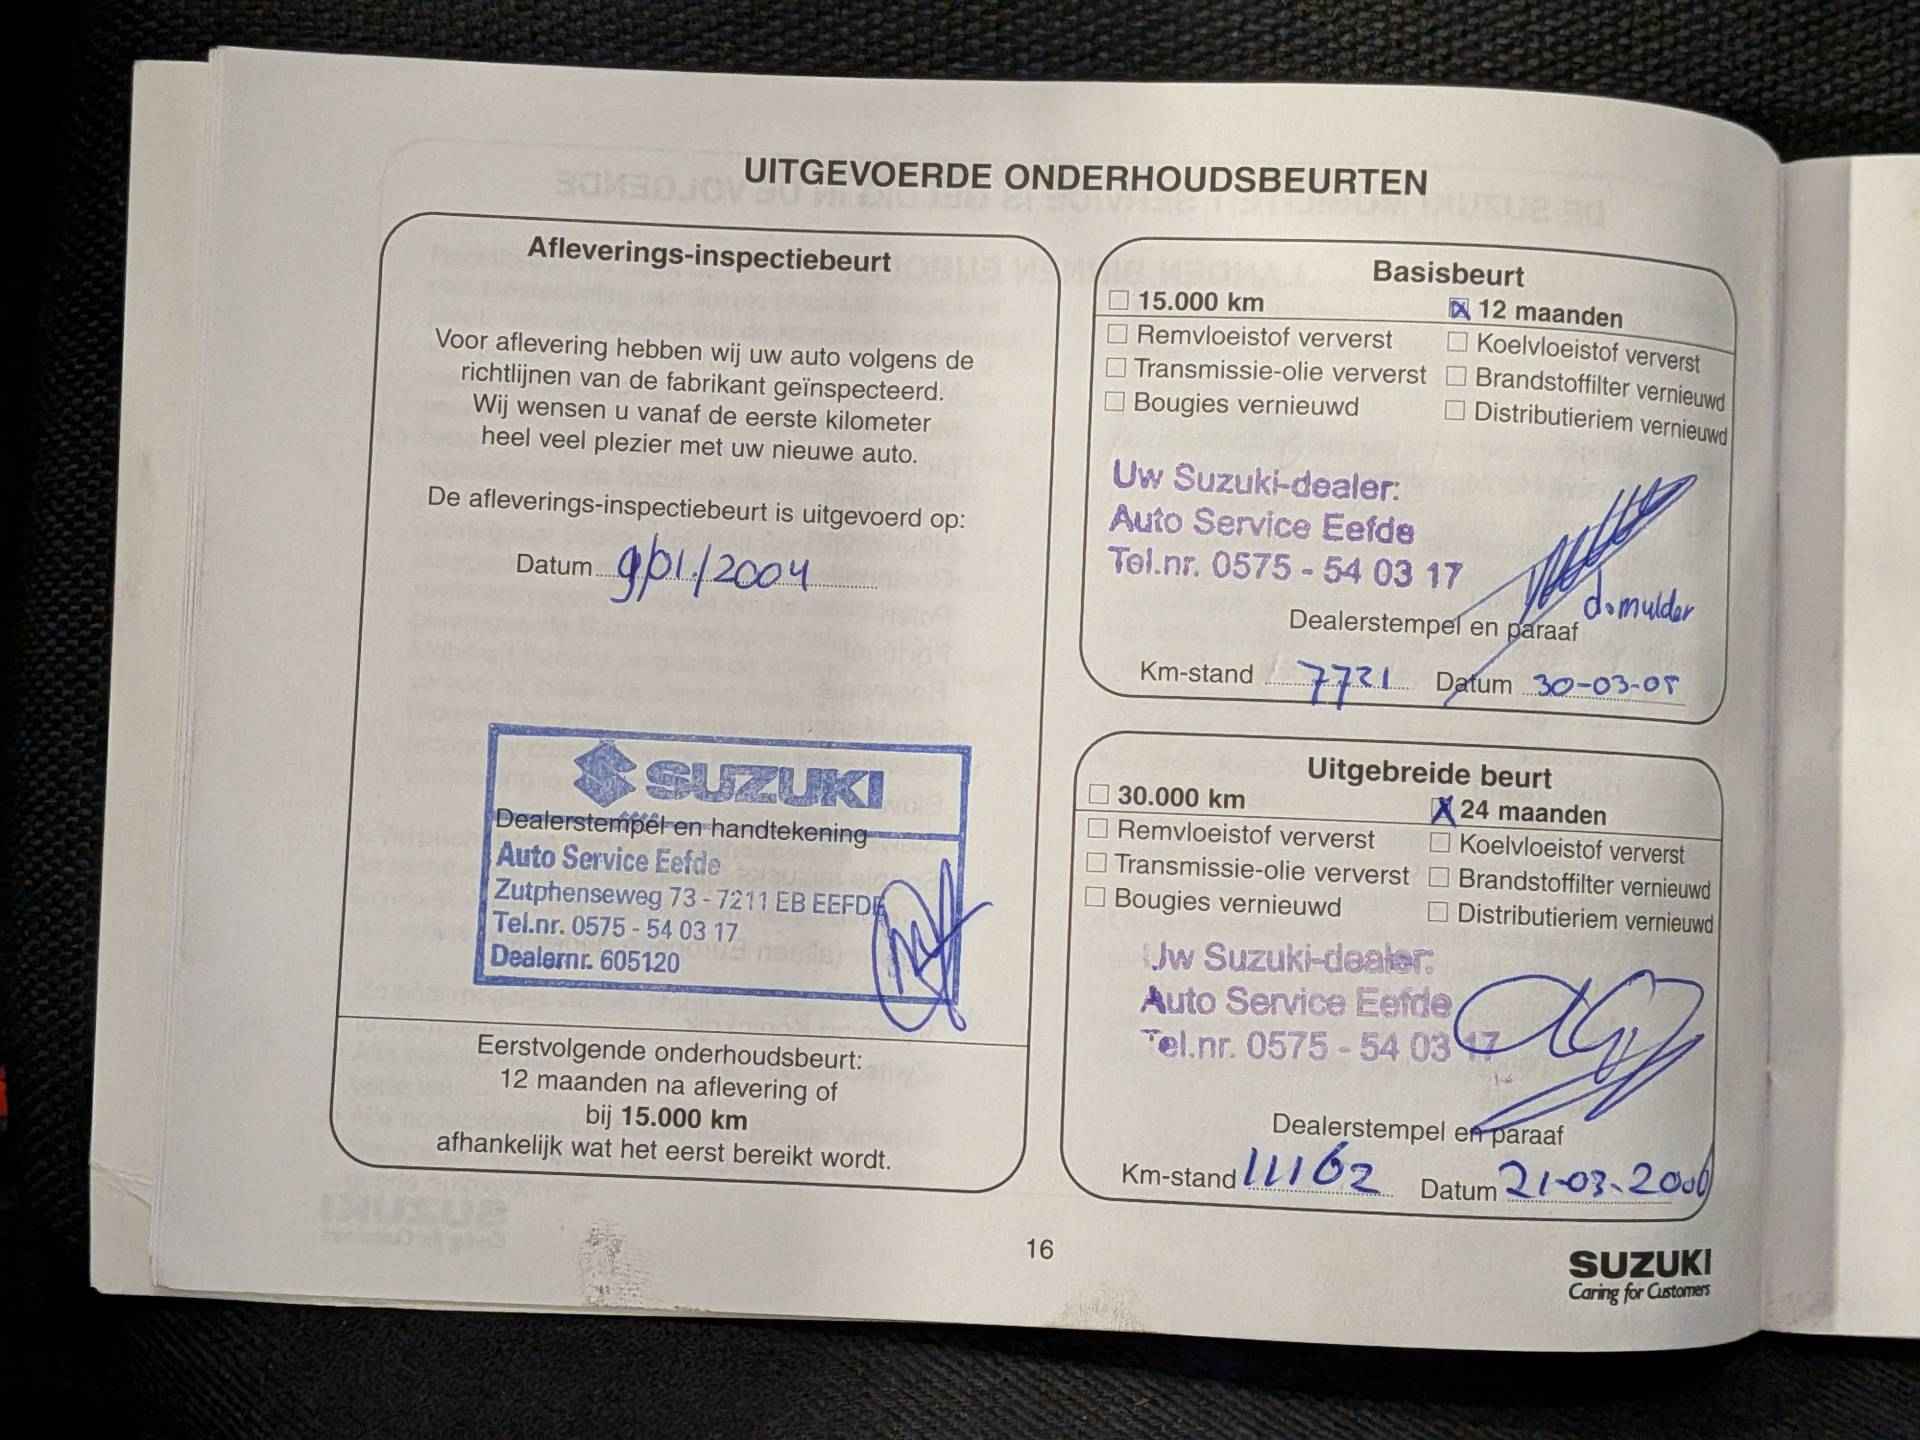 UITGEVOERDE ONDERHOUDSBEURTEN
Afleverings-inspectiebeurt
Voor aflevering hebben wij uw auto volgens de
richtlijnen van de fabrikant geïnspecteerd.
Wij wensen u vanaf de eerste kilometer
heel veel plezier met uw nieuwe auto.
De afleverings-inspectiebeurt is uitgevoerd op:
Datum 9/01./2004
SUZUKI
Dealerstempel en handtekening
Auto Service Eefde
Zutphenseweg 73 - 7211 EB EEFDE
Tel.nr. 0575 - 54 03 17
Dealernr. 605120
Eerstvolgende onderhoudsbeurt:
12 maanden na aflevering of
bij 15.000 km
afhankelijk wat het eerst bereikt wordt.
Basisbeurt
15.000 km 12 maanden
Remvloeistof ververst Koelvloeistof ververst
Transmissie-olie ververst Brandstoffilter vernieuwd
Bougies vernieuwd Distributieriem vernieuwd
Uw Suzuki-dealer:
Auto Service Eefde
Tel.nr. 0575 - 54 03 17
d.mulder
Dealerstempel en paraaf
Km-stand 7721 Datum 30-03-05
Uitgebreide beurt
30.000 km 24 maanden
Remvloeistof ververst Koelvloeistof ververst
Transmissie-olie ververst Brandstoffilter vernieuwd
Bougies vernieuwd Distributieriem vernieuwd
Uw Suzuki-dealer:
Auto Service Eefde
Tel.nr. 0575 - 54 03 17
Dealerstempel en paraaf
Km-stand 11162 Datum 21-03-2006
16
SUZUKI
Caring for Customers